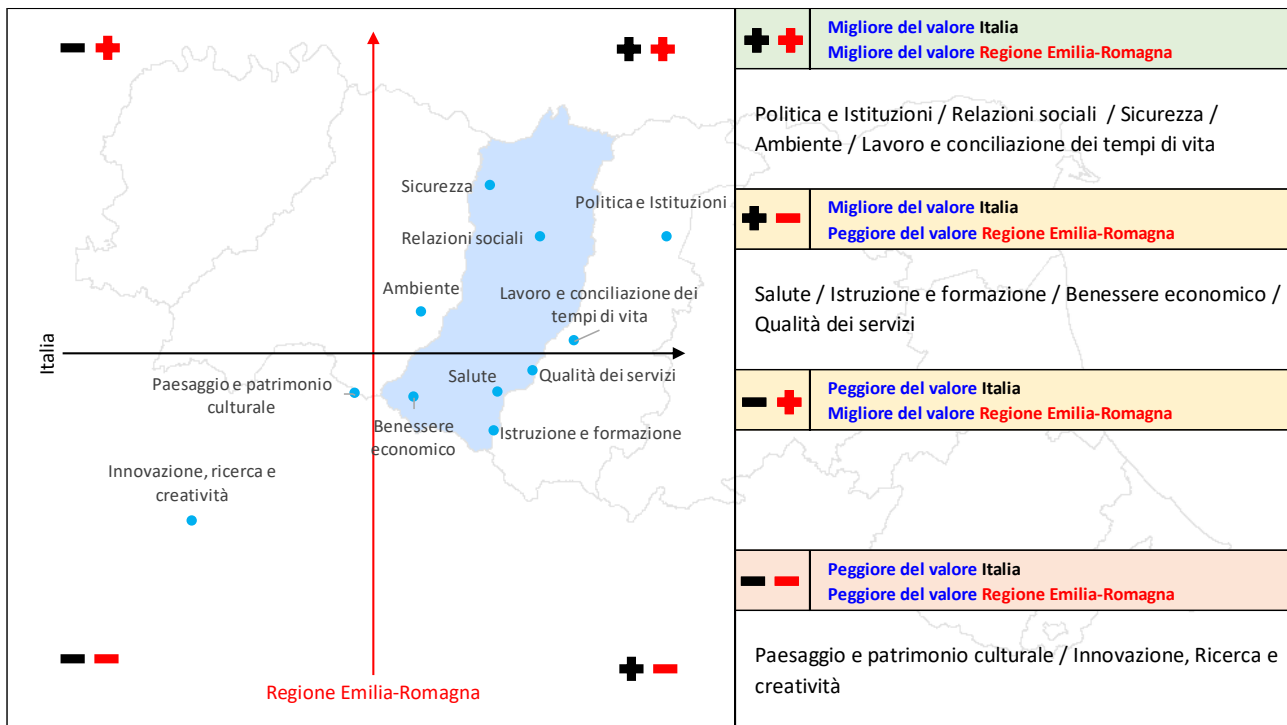 Sicurezza
Politica e Istituzioni
Relazioni sociali
Ambiente
Lavoro e conciliazione dei
tempi di vita
Italia
Paesaggio e patrimonio
culturale
Salute
Qualità dei servizi
Benessere
economico
Istruzione e formazione
Innovazione, ricerca e
creatività
Regione Emilia-Romagna
Migliore del valore Italia
Migliore del valore Regione Emilia-Romagna
Politica e Istituzioni / Relazioni sociali / Sicurezza /
Ambiente / Lavoro e conciliazione dei tempi di vita
Migliore del valore Italia
Peggiore del valore Regione Emilia-Romagna
Salute / Istruzione e formazione / Benessere economico /
Qualità dei servizi
Peggiore del valore Italia
Migliore del valore Regione Emilia-Romagna
Peggiore del valore Italia
Peggiore del valore Regione Emilia-Romagna
Paesaggio e patrimonio culturale / Innovazione, Ricerca e
creatività